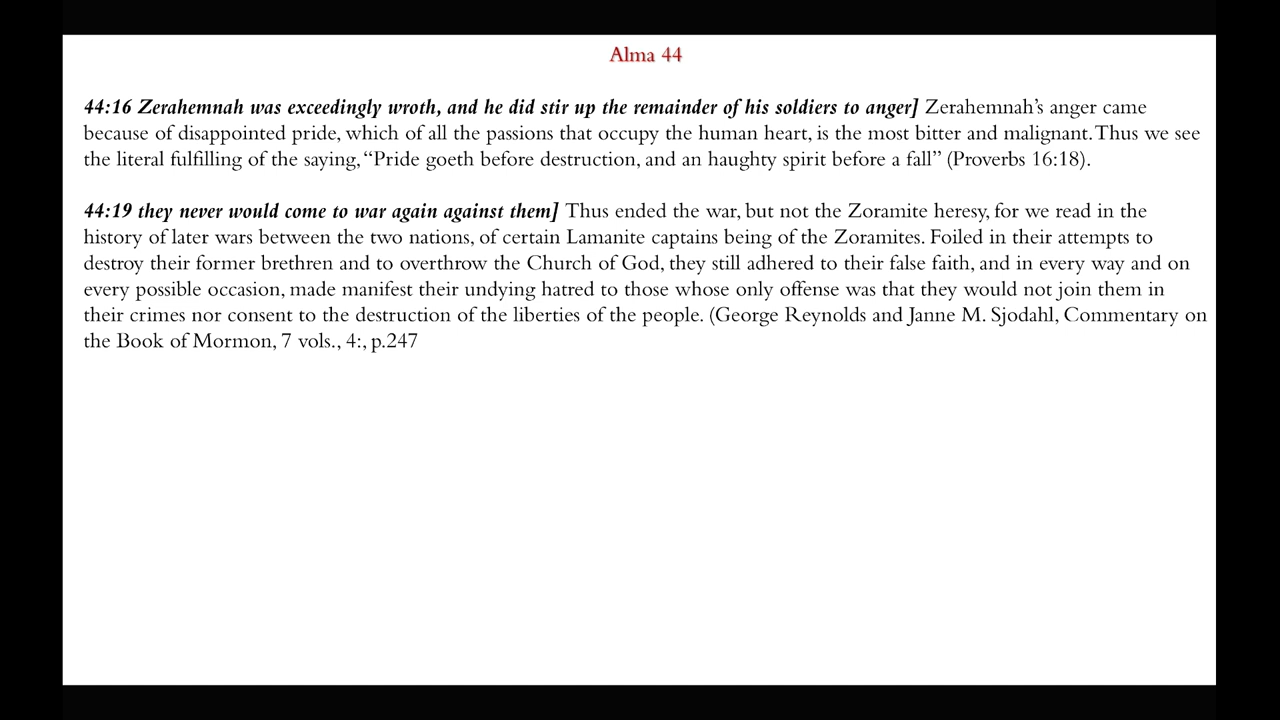 Alma 44
44:16 Zerahemnah was exceedingly wroth, and he did stir up the remainder of his soldiers to anger] Zerahemnah’s anger came
because of disappointed pride, which of all the passions that occupy the human heart, is the most bitter and malignant. Thus we see
the literal fulfilling of the saying, “Pride goeth before destruction, and an haughty spirit before a fall” (Proverbs 16:18).
44:19 they never would come to war again against them] Thus ended the war, but not the Zoramite heresy, for we read in the
history of later wars between the two nations, of certain Lamanite captains being of the Zoramites. Foiled in their attempts to
destroy their former brethren and to overthrow the Church of God, they still adhered to their false faith, and in every way and on
every possible occasion, made manifest their undying hatred to those whose only offense was that they would not join them in
their crimes nor consent to the destruction of the liberties of the people. (George Reynolds and Janne M. Sjodahl, Commentary on
the Book of Mormon, 7 vols., 4:, p.247